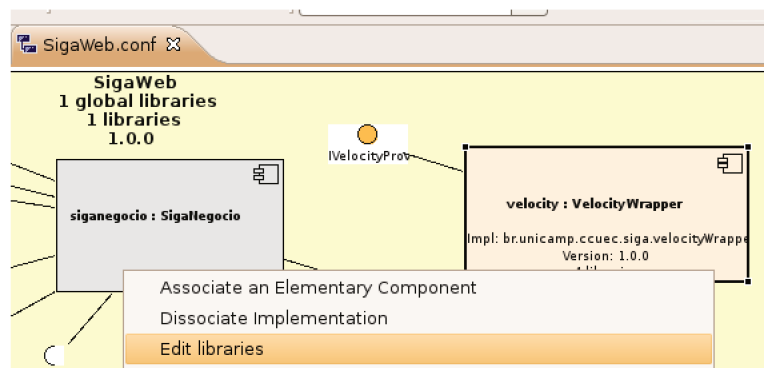 SigaWeb.conf
SigaWeb
1 global libraries
1 libraries
1.0.0
IVelocityProv
siganegocio : SigaNegocio
velocity : VelocityWrapper
Impl: br.unicamp.ccuec.siga.velocityWrappe
Version: 1.0.0
Associate an Elementary Component
Dissociate Implementation
Edit libraries